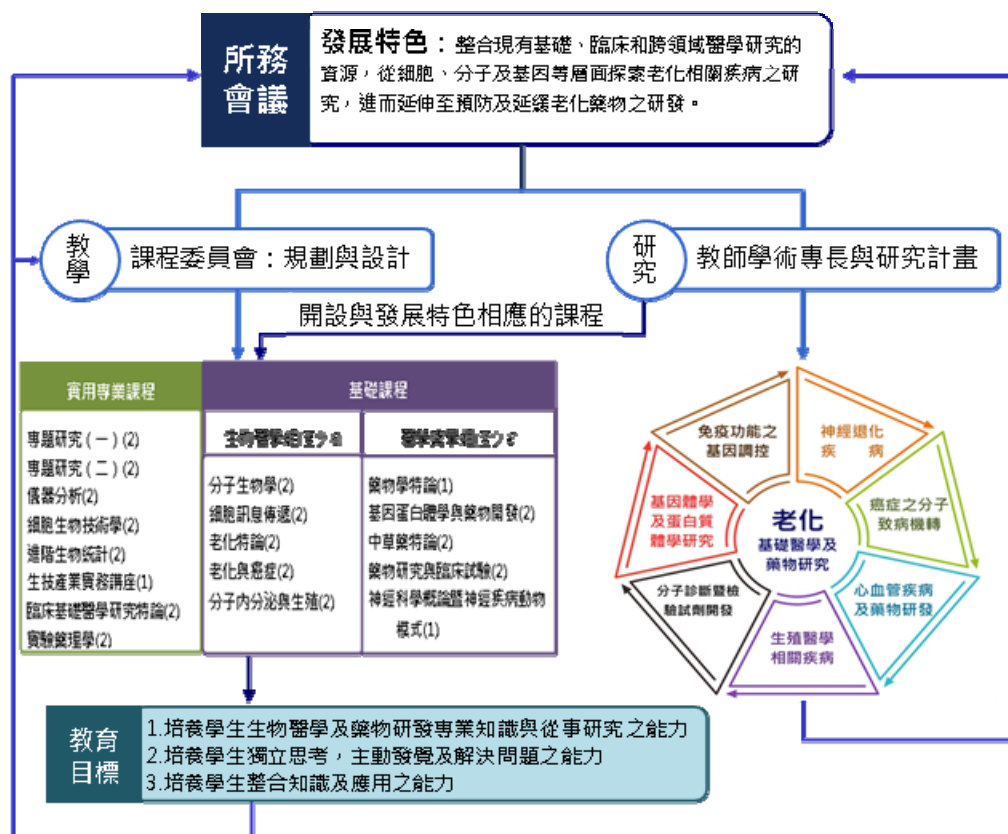 所務
會議
發展特色：整合現有基礎、臨床和跨領域醫學研究的
資源，從細胞、分子及基因等層面探索老化相關疾病之研
究，進而延伸至預防及延緩老化藥物之研發。
教
學
課程委員會：規劃與設計
研
究
教師學術專長與研究計畫
開設與發展特色相應的課程
實用專業課程
專題研究(一)(2)
專題研究(二)(2)
儀器分析(2)
細胞生物技術學(2)
進階生物統計(2)
生技產業實務講座(1)
臨床基礎醫學研究特論(2)
實驗藥理學(2)
基礎課程
分子生物學(2)
細胞訊息傳遞(2)
老化特論(2)
老化與癌症(2)
分子內分泌與生殖(2)
藥物學特論(1)
基因蛋白體學與藥物開發(2)
中草藥特論(2)
藥物研究與臨床試驗(2)
神經科學概論暨神經疾病動物
模式(1)
免疫功能之
基因調控
神經退化
疾 病
基因體學
及蛋白質
體學研究
癌症之分子
致病機轉
老化
基礎醫學及
藥物研究
分子診斷暨檢
驗試劑開發
心血管疾病
及藥物研發
生殖醫學
相關疾病
教育
目標
1.培養學生生物醫學及藥物研發專業知識與從事研究之能力
2.培養學生獨立思考，主動發覺及解決問題之能力
3.培養學生整合知識及應用之能力